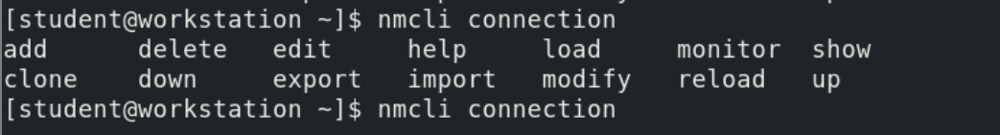 [student@workstation ~]$ nmcli connection
add delete edit help load monitor show
clone down export import modify reload up
[student@workstation ~]$ nmcli connection